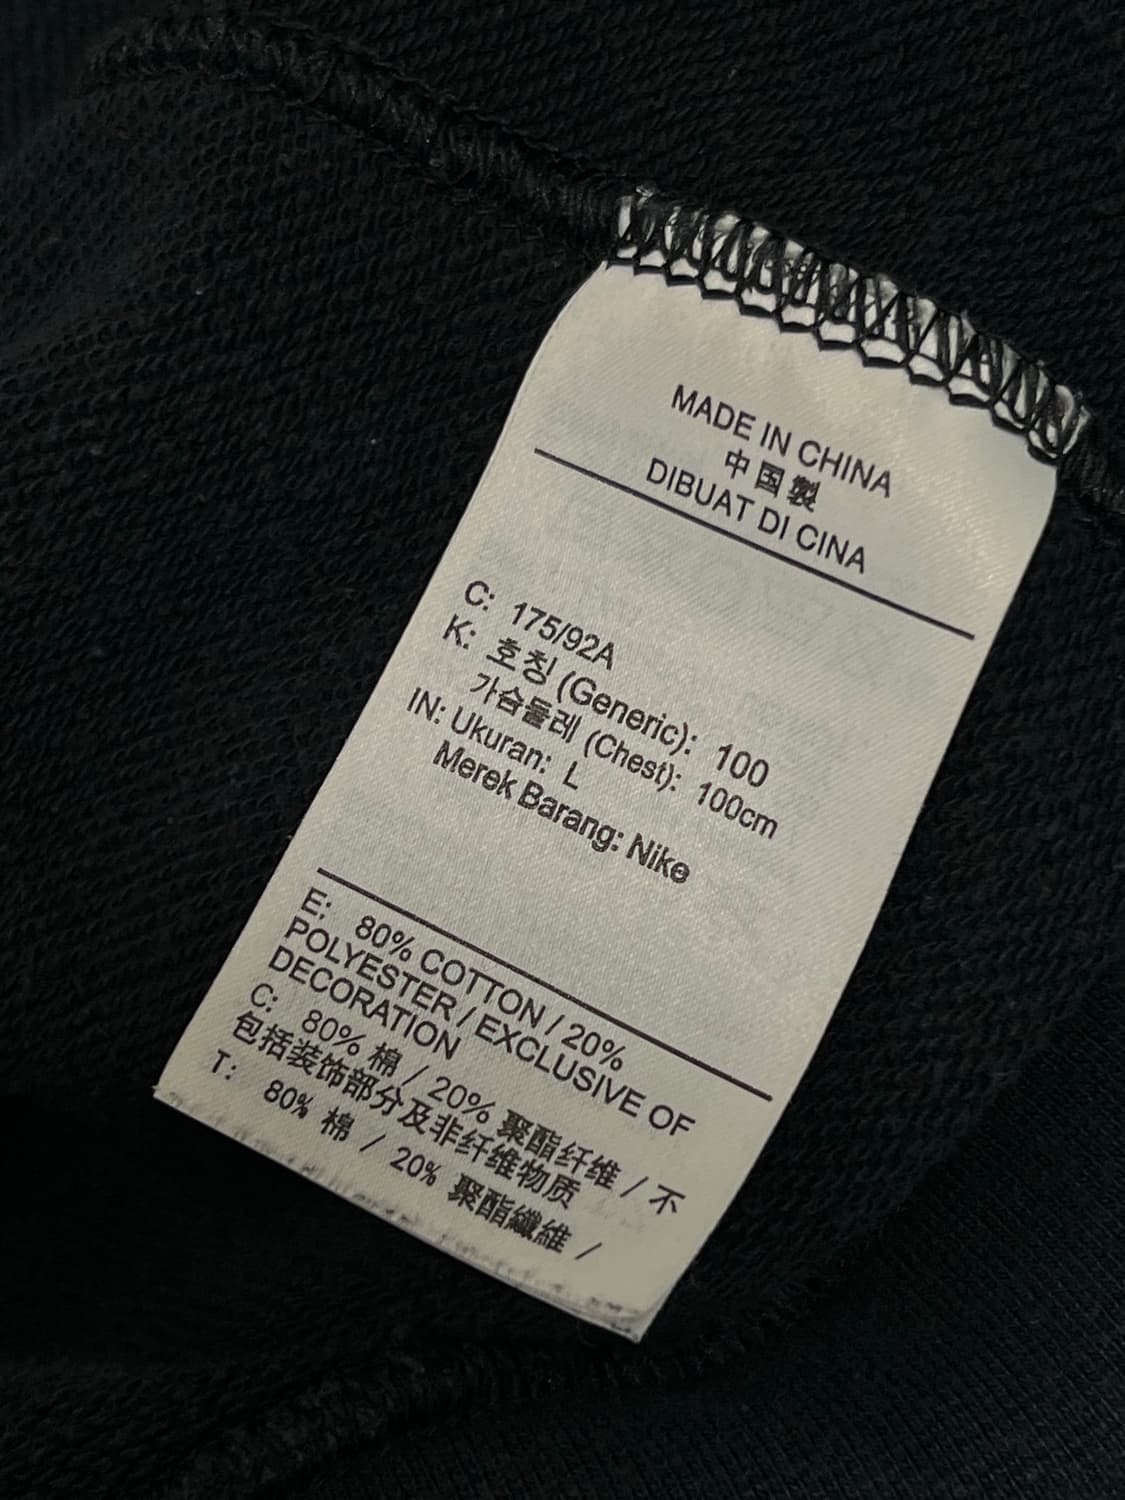 MADE IN CHINA
中国製
DIBUAT DI CINA
C: 175/92A
K: 호칭 (Generic): 100
가슴둘레 (Chest): 100cm
IN: Ukuran: L
Merek Barang: Nike
E: 80% COTTON / 20%
POLYESTER / EXCLUSIVE OF
DECORATION
C: 80% 棉 / 20% 聚酯纤维 / 不
包括装饰部分及非纤维物质
T: 80% 棉 / 20% 聚酯纖維 /